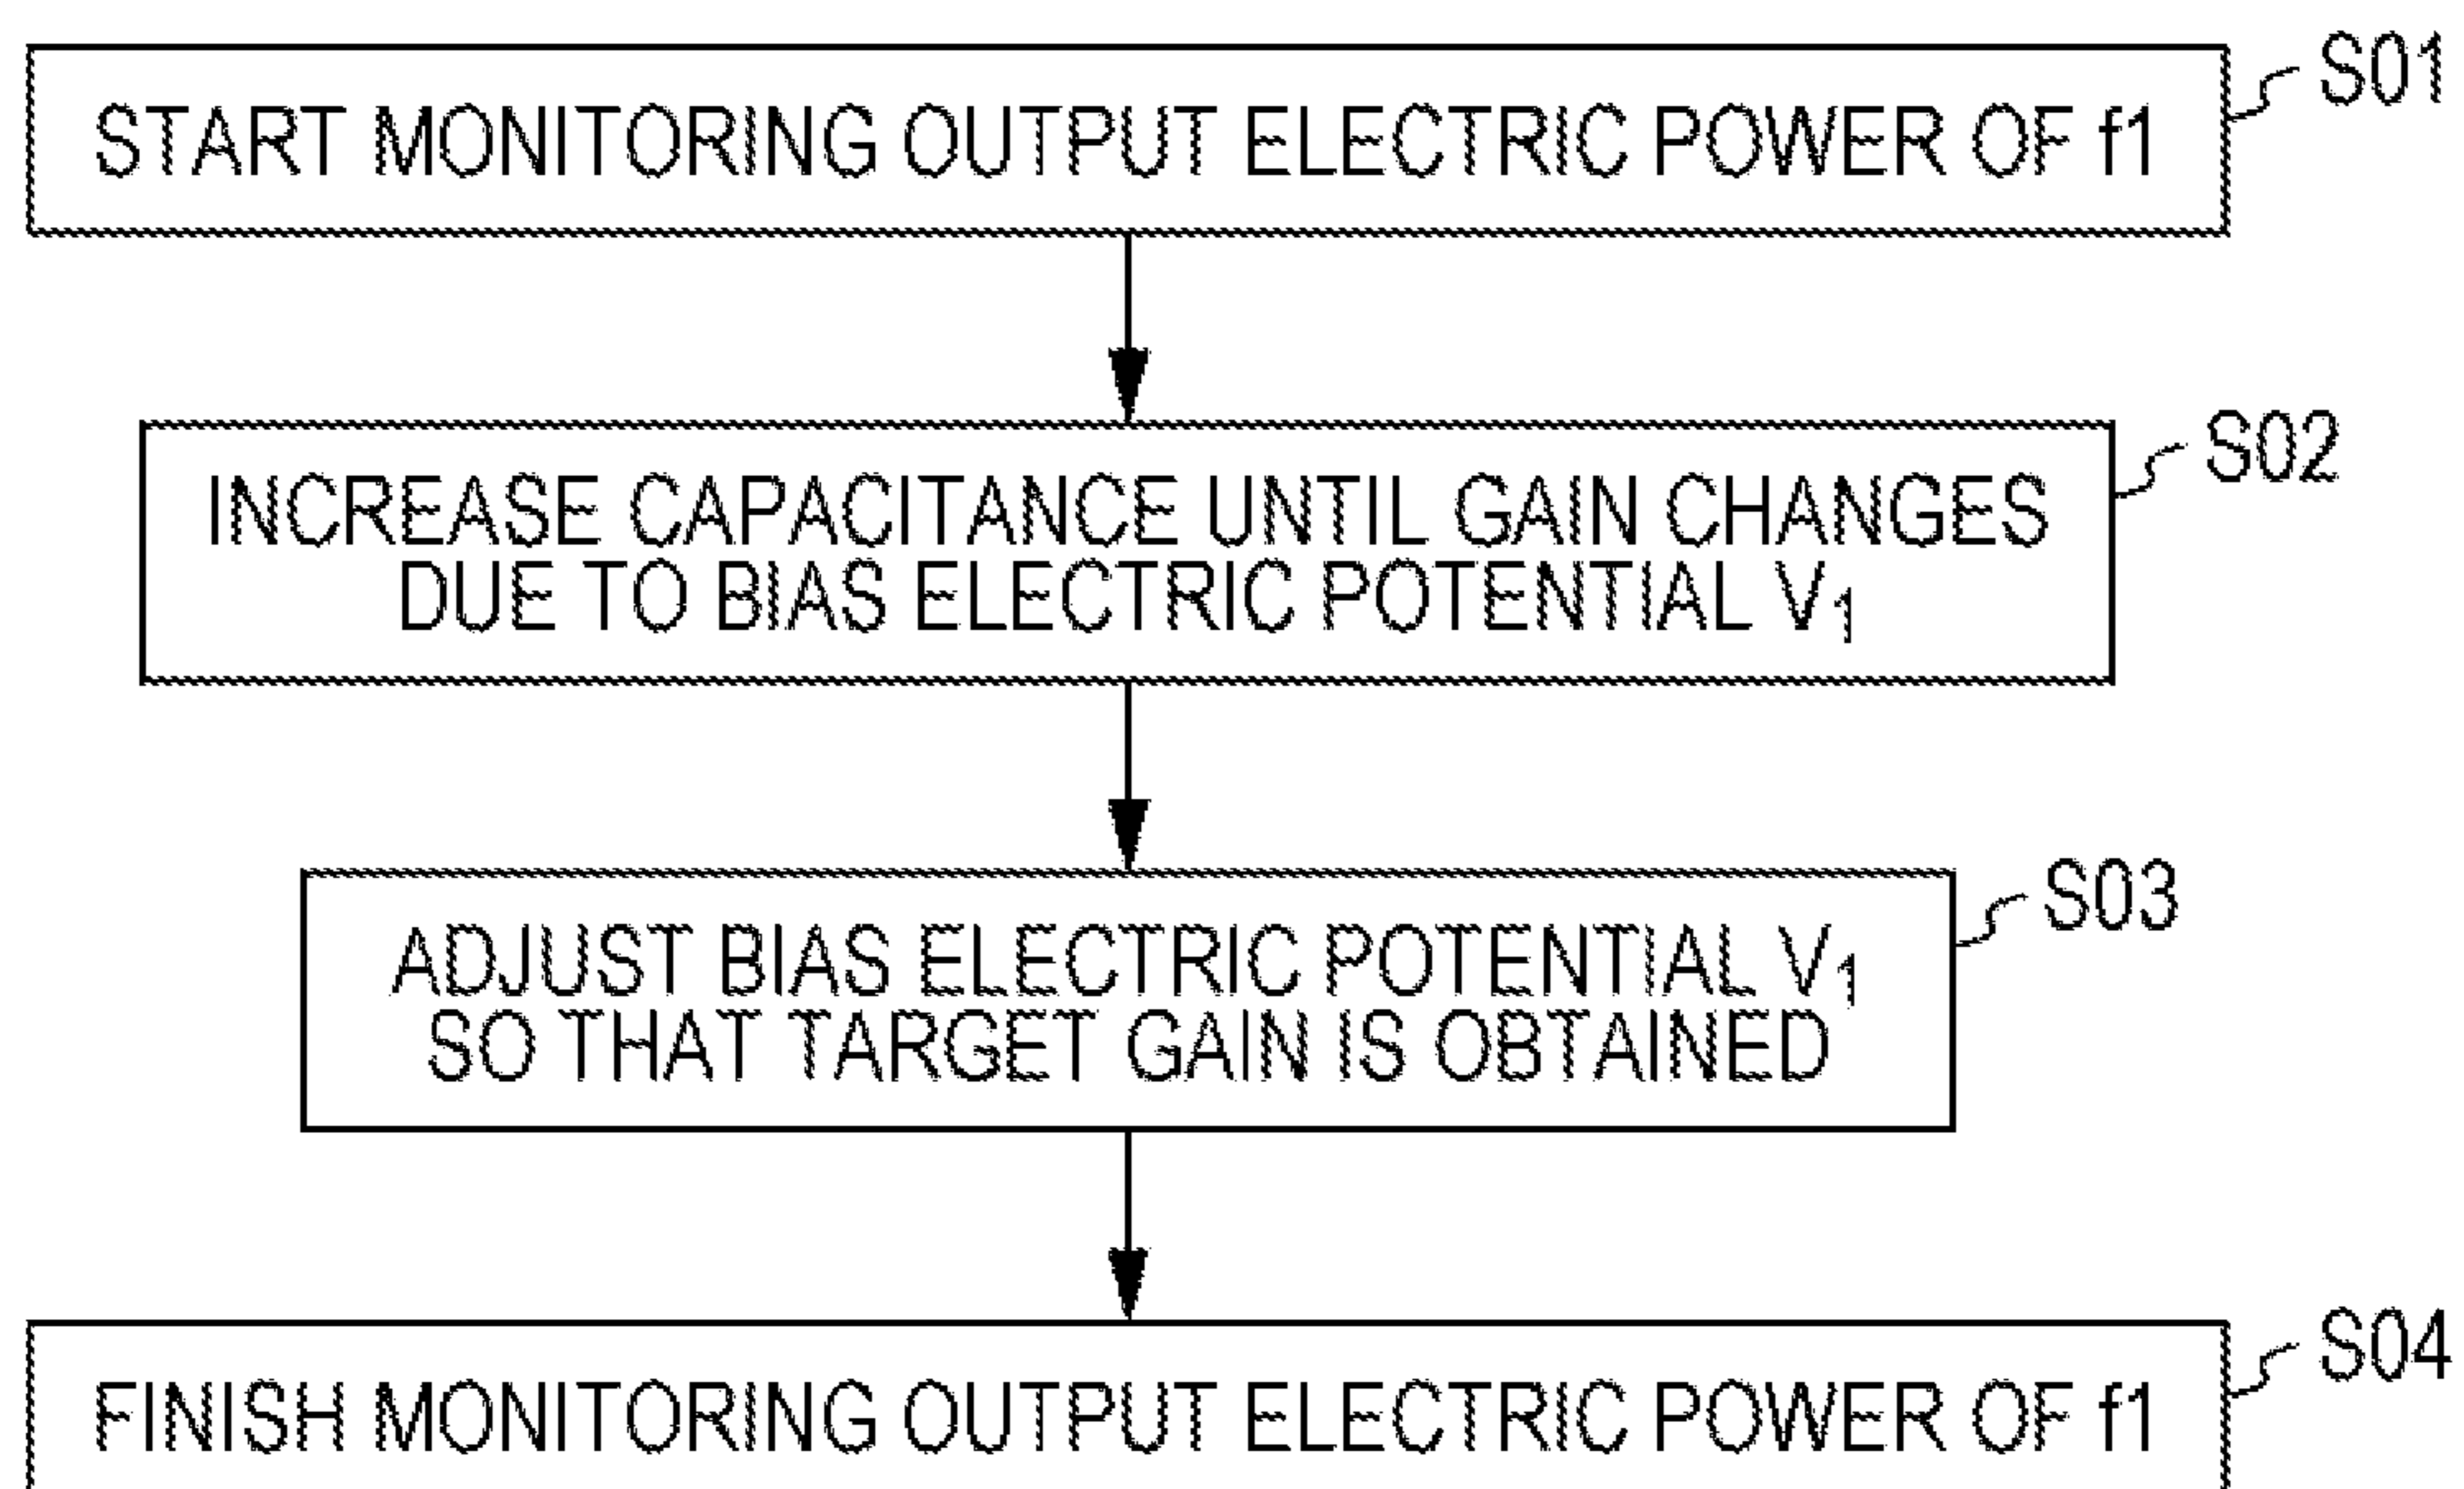 S01
START MONITORING OUTPUT ELECTRIC POWER OF f1
S02
INCREASE CAPACITANCE UNTIL GAIN CHANGES
DUE TO BIAS ELECTRIC POTENTIAL V₁
S03
ADJUST BIAS ELECTRIC POTENTIAL V₁
SO THAT TARGET GAIN IS OBTAINED
S04
FINISH MONITORING OUTPUT ELECTRIC POWER OF f1